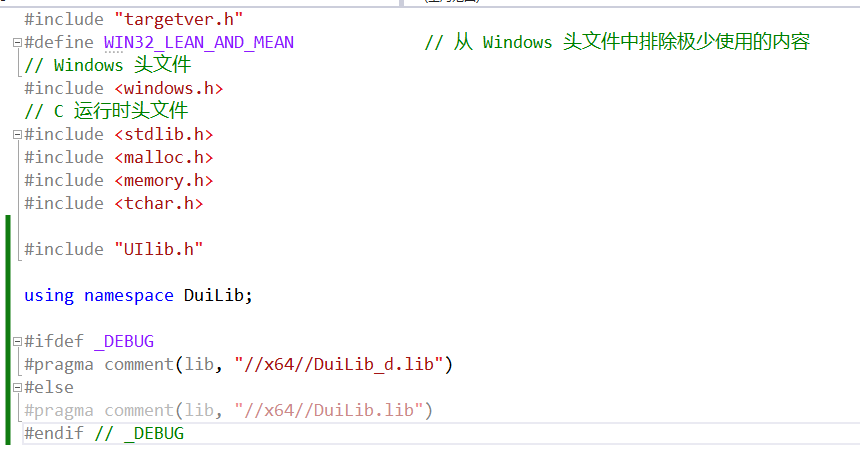 #include "targetver.h"
#define WIN32_LEAN_AND_MEAN // 从 Windows 头文件中排除极少使用的内容
// Windows 头文件
#include <windows.h>
// C 运行时头文件
#include <stdlib.h>
#include <malloc.h>
#include <memory.h>
#include <tchar.h>
#include "UIlib.h"
using namespace DuiLib;
#ifdef _DEBUG
#pragma comment(lib, "//x64//DuiLib_d.lib")
#else
#pragma comment(lib, "//x64//DuiLib.lib")
#endif // _DEBUG